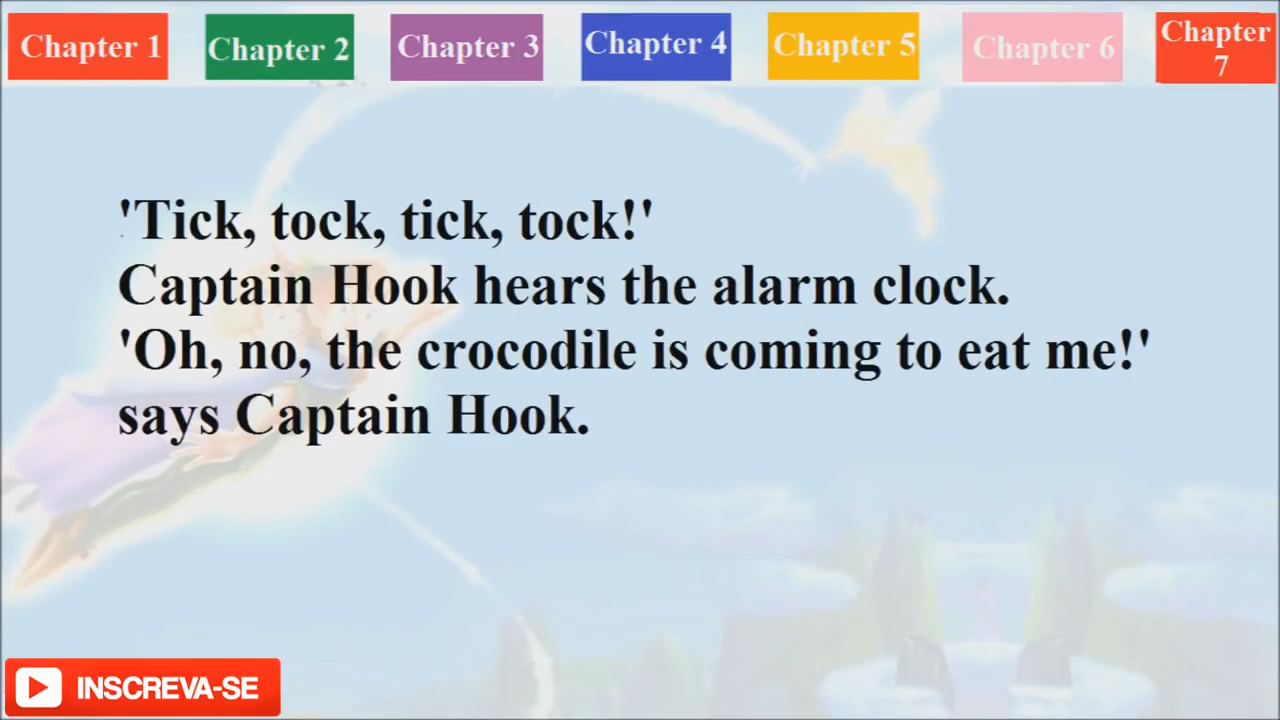 Chapter 1 Chapter 2 Chapter 3 Chapter 4 Chapter 5 Chapter 6 Chapter
7
'Tick, tock, tick, tock!'
Captain Hook hears the alarm clock.
'Oh, no, the crocodile is coming to eat me!'
says Captain Hook.
INSCREVA-SE